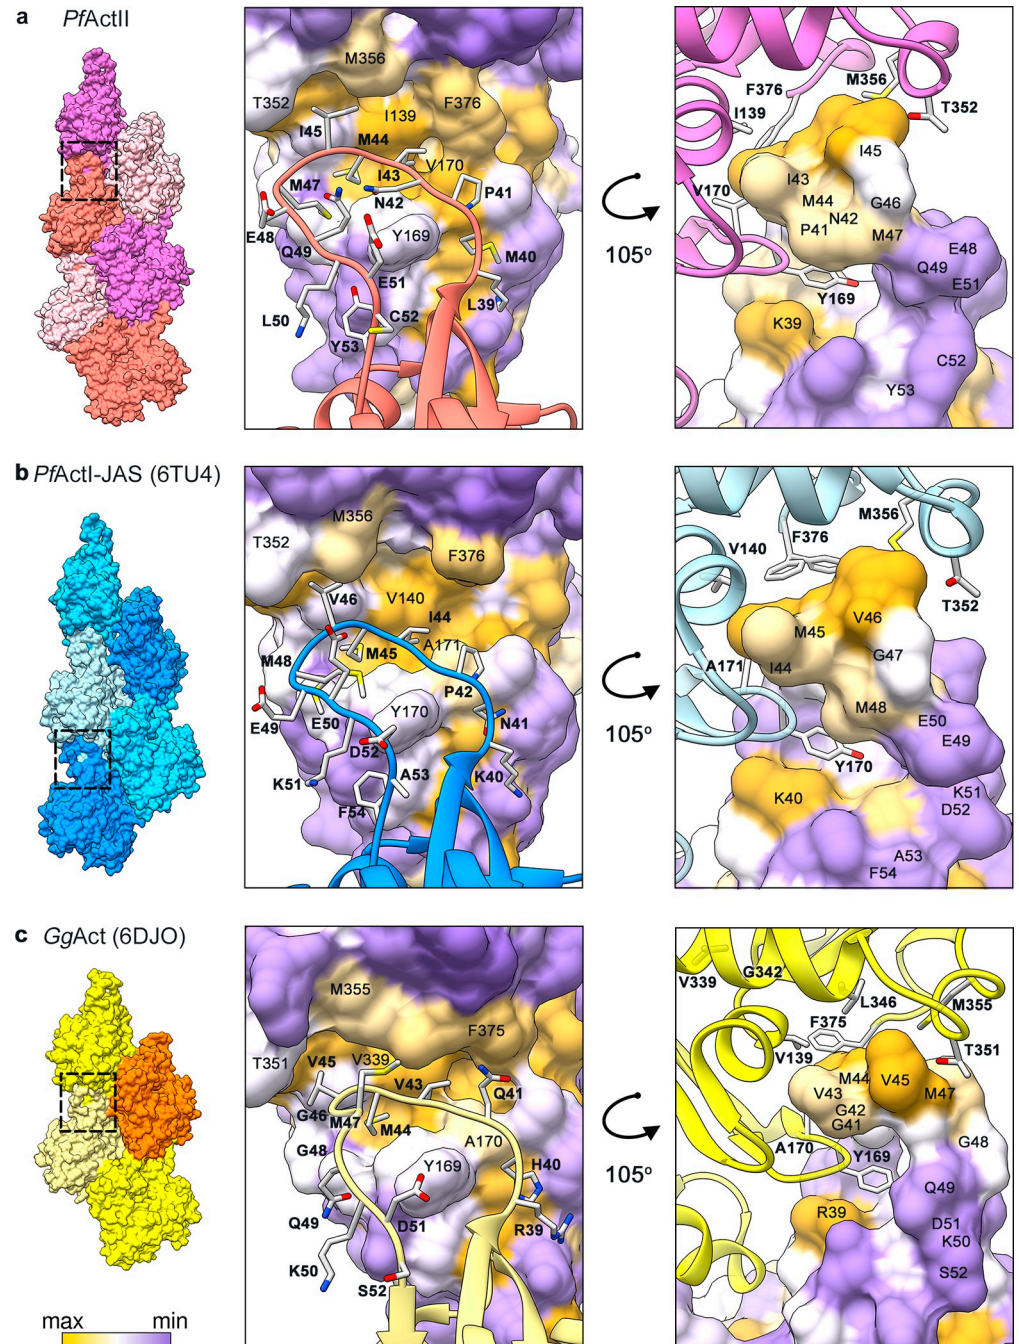 a PfActII
M356
T352
F376
I139
I45
M44
V170
I43
M47
N42
P41
E48
Y169
Q49
M40
E51
L39
L50
C52
Y53
105°
M356
F376
T352
I139
I45
I43
V170
M44
G46
N42
P41
M47
E48
Q49
E51
Y169
K39
C52
Y53
b PfActI-JAS (6TU4)
M356
T352
F376
V46
V140
I44
A171
M45
M48
P42
E49
E50
Y170
N41
D52
K51
A53
K40
F54
105°
M356
F376
V140
T352
M45
V46
A171
I44
G47
M48
E50
E49
Y170
K51
K40
D52
A53
F54
c GgAct (6DJO)
M355
F375
T351
V45
V339
V43
Q41
G46
M47
M44
A170
G48
Y169
H40
Q49
D51
R39
K50
S52
105°
V339
G342
L346
M355
F375
V139
T351
M44
V45
V43
M47
G42
G41
A170
Y169
G48
Q49
R39
D51
K50
S52
max min